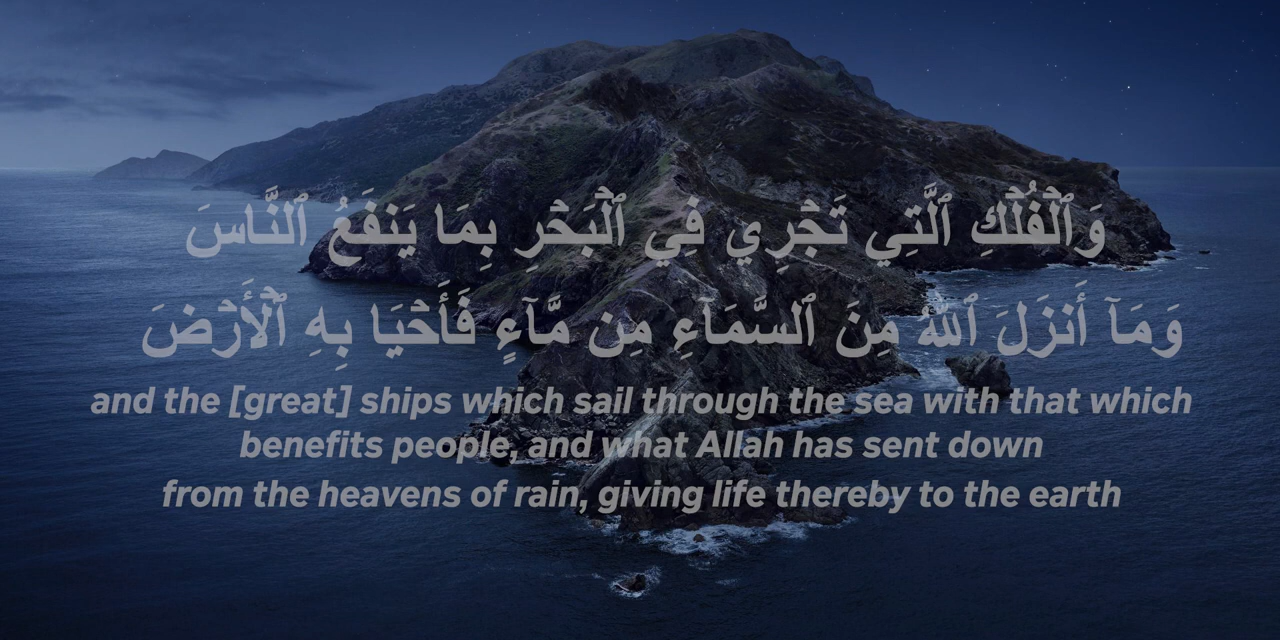 وَٱلْفُلْكِ ٱلَّتِي تَجْرِي فِي ٱلْبَحْرِ بِمَا يَنفَعُ ٱلنَّاسَ
وَمَآ أَنزَلَ ٱللَّهُ مِنَ ٱلسَّمَآءِ مِن مَّآءٍ فَأَحْيَا بِهِ ٱلْأَرْضَ
and the [great] ships which sail through the sea with that which
benefits people, and what Allah has sent down
from the heavens of rain, giving life thereby to the earth